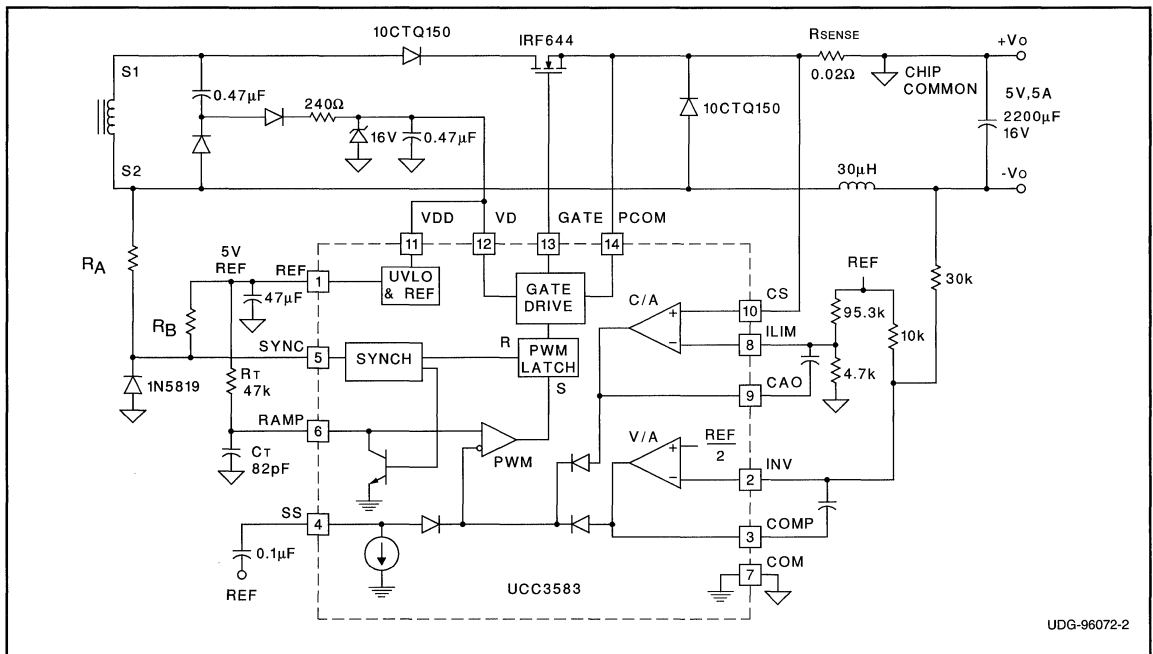 10CTQ150
IRF644
RSENSE
0.02Ω
+Vo
CHIP
COMMON
S1
0.47µF
240Ω
16V
0.47µF
10CTQ150
5V,5A
2200µF
16V
S2
30µH
-Vo
VDD
VD
GATE
PCOM
11
12
13
14
RA
5V
REF
REF
1
UVLO
& REF
GATE
DRIVE
47µF
RB
C/A
+
−
10
CS
REF
30k
95.3k
10k
ILIM
8
SYNC
5
SYNCH
R
PWM
LATCH
S
1N5819
RT
47k
9
CAO
4.7k
RAMP
6
PWM
V/A
+
−
REF
2
INV
2
CT
82pF
SS
4
COMP
3
0.1µF
REF
UCC3583
COM
7
UDG-96072-2